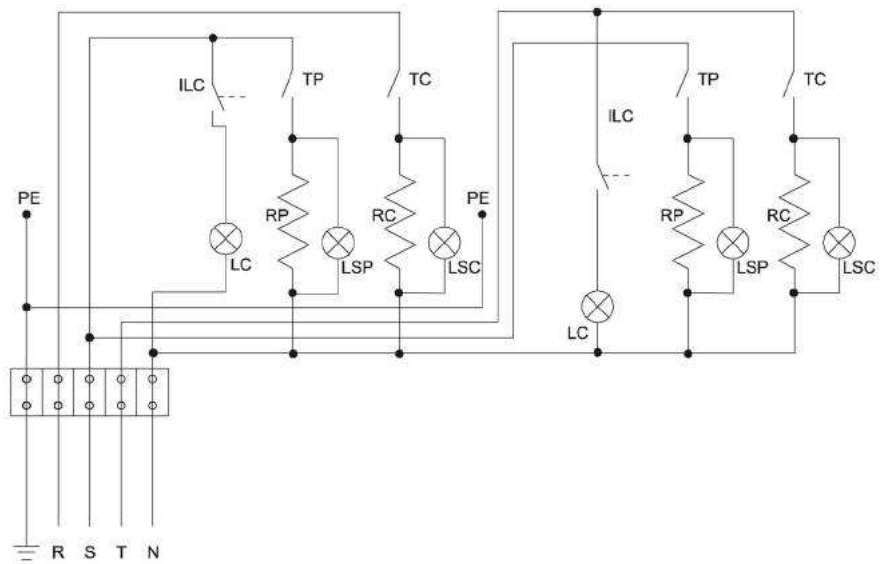 ILC TP TC TP TC
ILC
PE PE
RP RC RP RC
LC LSP LSC LSP LSC
LC
R S T N